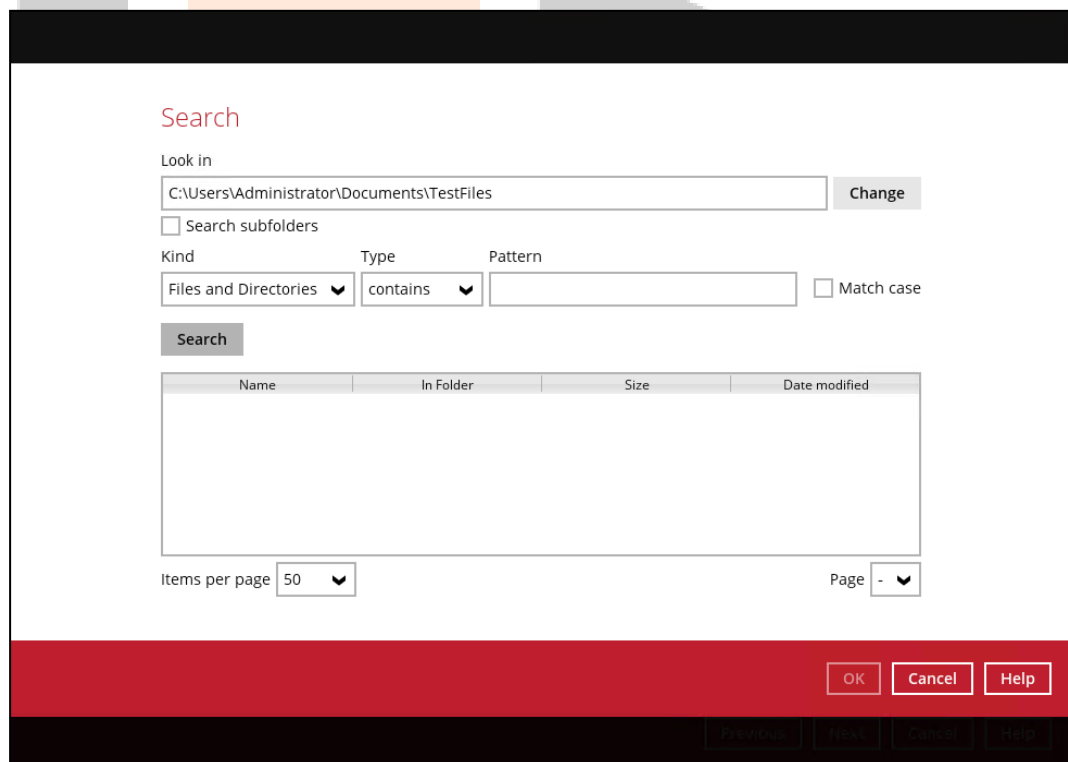 Search
Look in
C:\Users\Administrator\Documents\TestFiles Change
Search subfolders
Kind Type Pattern
Files and Directories contains Match case
Search
Name In Folder Size Date modified
Items per page 50 Page -
OK Cancel Help
Previous Next Cancel Help